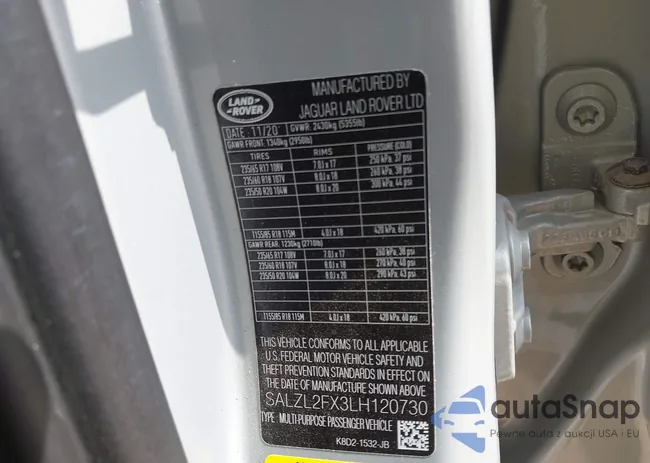 LAND
ROVER
MANUFACTURED BY
JAGUAR LAND ROVER LTD
DATE: 11/20 GVWR: 2430kg (5355lb)
GAWR FRONT: 1340kg (2950lb)
TIRES RIMS PRESSURE (COLD)
235/65 R17 108V 7.0J x 17 250 kPa, 37 psi
235/60 R18 107V 8.0J x 18 260 kPa, 38 psi
235/50 R20 104W 8.0J x 20 300 kPa, 44 psi
T155/85 R18 115M 4.0J x 18 420 kPa, 60 psi
GAWR REAR: 1230kg (2710lb)
235/65 R17 108V 7.0J x 17 260 kPa, 38 psi
235/60 R18 107V 8.0J x 18 270 kPa, 40 psi
235/50 R20 104W 8.0J x 20 290 kPa, 43 psi
T155/85 R18 115M 4.0J x 18 420 kPa, 60 psi
THIS VEHICLE CONFORMS TO ALL APPLICABLE
U.S. FEDERAL MOTOR VEHICLE SAFETY AND
THEFT PREVENTION STANDARDS IN EFFECT ON
THE DATE OF MANUFACTURE SHOWN ABOVE
SALZL2FX3LH120730
TYPE: MULTI-PURPOSE PASSENGER VEHICLE
K8D2-1532-JB
autoSnap
Pewne auta z aukcji USA i EU